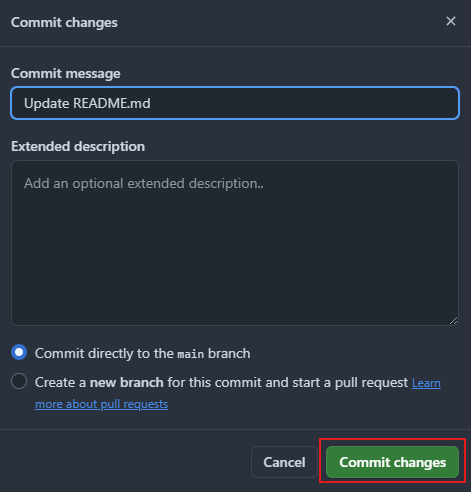 Commit changes
Commit message
Update README.md
Extended description
Add an optional extended description..
Commit directly to the main branch
Create a new branch for this commit and start a pull request Learn
more about pull requests
Cancel
Commit changes